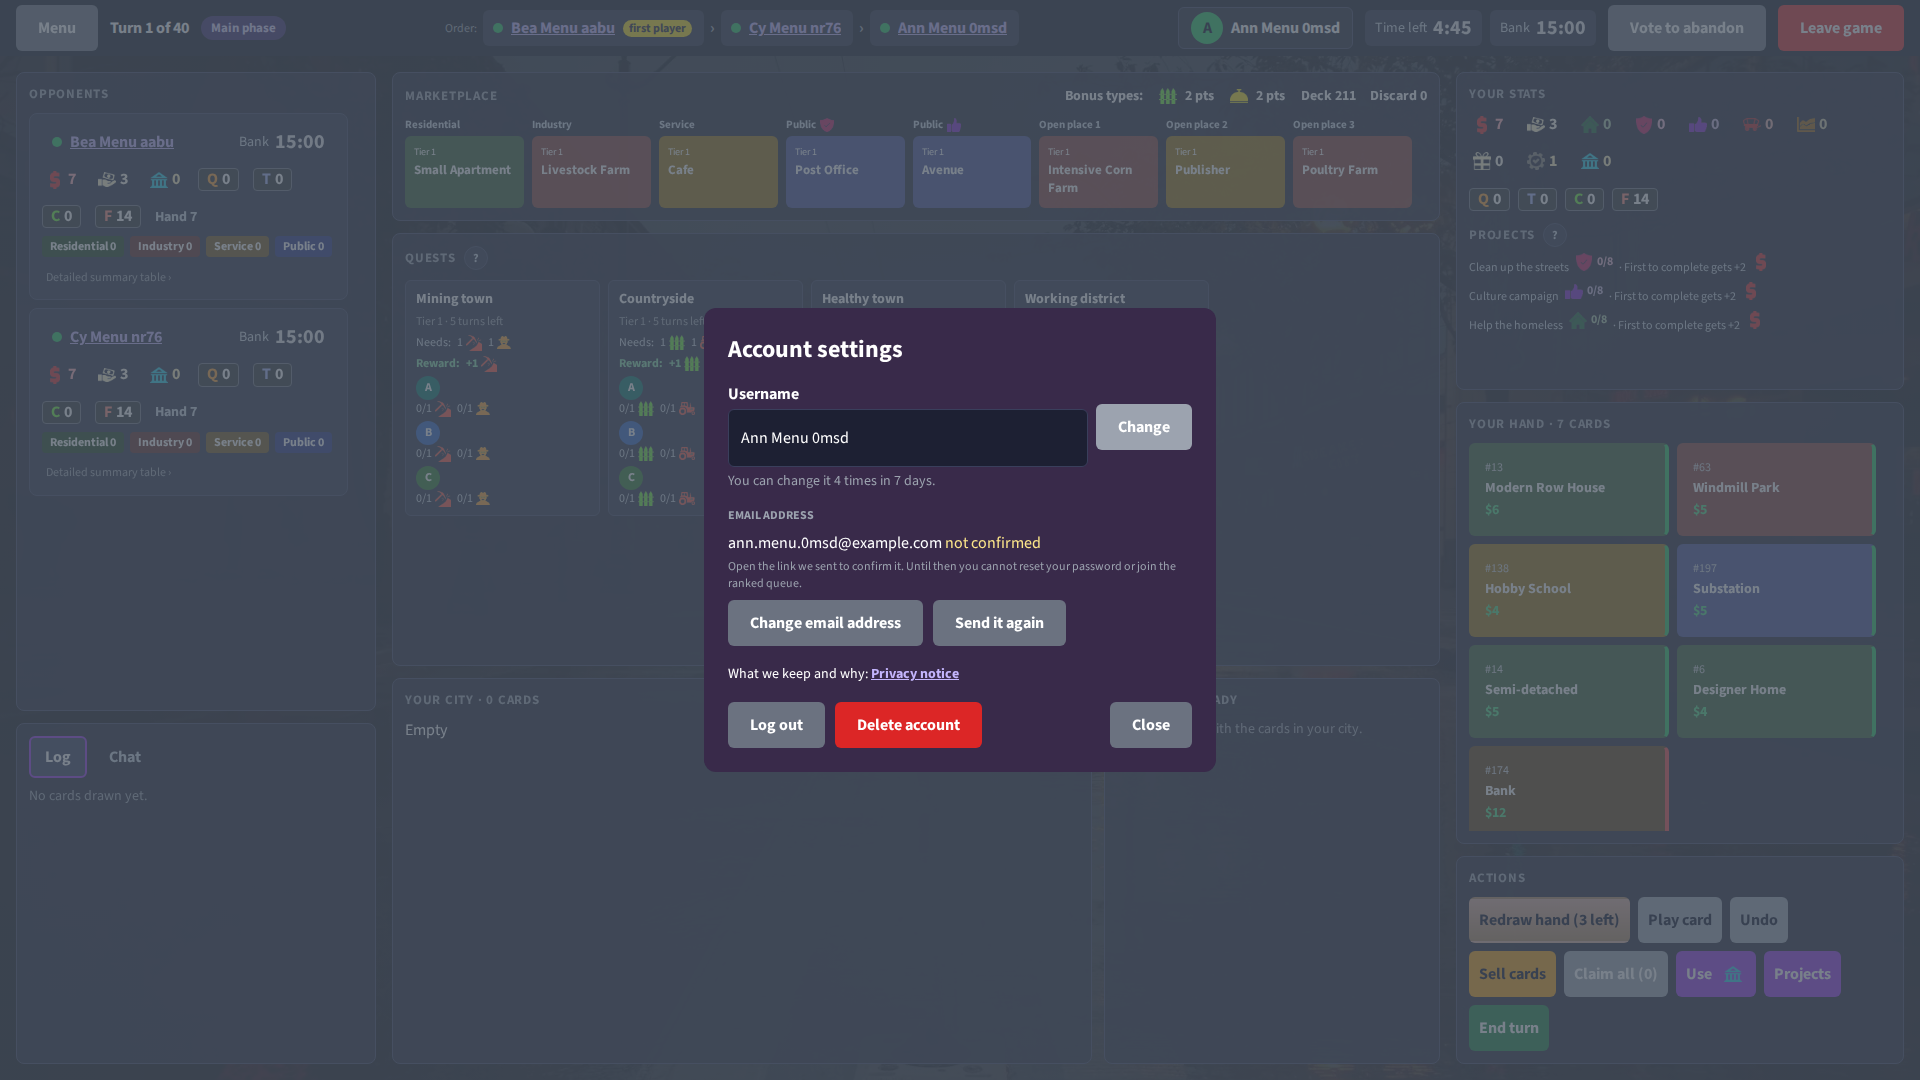 Menu
Turn 1 of 40
Main phase
Order:
Bea Menu aabu first player › Cy Menu nr76 › Ann Menu 0msd
A Ann Menu 0msd
Time left 4:45
Bank 15:00
Vote to abandon
Leave game
OPPONENTS
Bea Menu aabu
Bank 15:00
7 3 0 Q 0 T 0
C 0 F 14 Hand 7
Residential 0 Industry 0 Service 0 Public 0
Detailed summary table ›
Cy Menu nr76
Bank 15:00
7 3 0 Q 0 T 0
C 0 F 14 Hand 7
Residential 0 Industry 0 Service 0 Public 0
Detailed summary table ›
Log
Chat
No cards drawn yet.
MARKETPLACE
Bonus types: 2 pts 2 pts Deck 211 Discard 0
Residential
Tier 1
Small Apartment
Industry
Tier 1
Livestock Farm
Service
Tier 1
Cafe
Public
Tier 1
Post Office
Public
Tier 1
Avenue
Open place 1
Tier 1
Intensive Corn
Farm
Open place 2
Tier 1
Publisher
Open place 3
Tier 1
Poultry Farm
QUESTS ?
Mining town
Tier 1 · 5 turns left
Needs: 1 1
Reward: +1
A
0/1 0/1
B
0/1 0/1
C
0/1 0/1
Countryside
Tier 1 · 5 turns left
Needs: 1 1
Reward: +1
A
0/1 0/1
B
0/1 0/1
C
0/1 0/1
Healthy town
Working district
Account settings
Username
Ann Menu 0msd
Change
You can change it 4 times in 7 days.
EMAIL ADDRESS
ann.menu.0msd@example.com not confirmed
Open the link we sent to confirm it. Until then you cannot reset your password or join the
ranked queue.
Change email address
Send it again
What we keep and why: Privacy notice
Log out
Delete account
Close
YOUR CITY · 0 CARDS
Empty
with the cards in your city.
YOUR STATS
7 3 0 0 0 0 0
0 1 0
Q 0 T 0 C 0 F 14
PROJECTS ?
Clean up the streets 0/8 · First to complete gets +2
Culture campaign 0/8 · First to complete gets +2
Help the homeless 0/8 · First to complete gets +2
YOUR HAND · 7 CARDS
#13
Modern Row House
$6
#63
Windmill Park
$5
#138
Hobby School
$4
#197
Substation
$5
#14
Semi-detached
$5
#6
Designer Home
$4
#174
Bank
$12
ACTIONS
Redraw hand (3 left)
Play card
Undo
Sell cards
Claim all (0)
Use
Projects
End turn